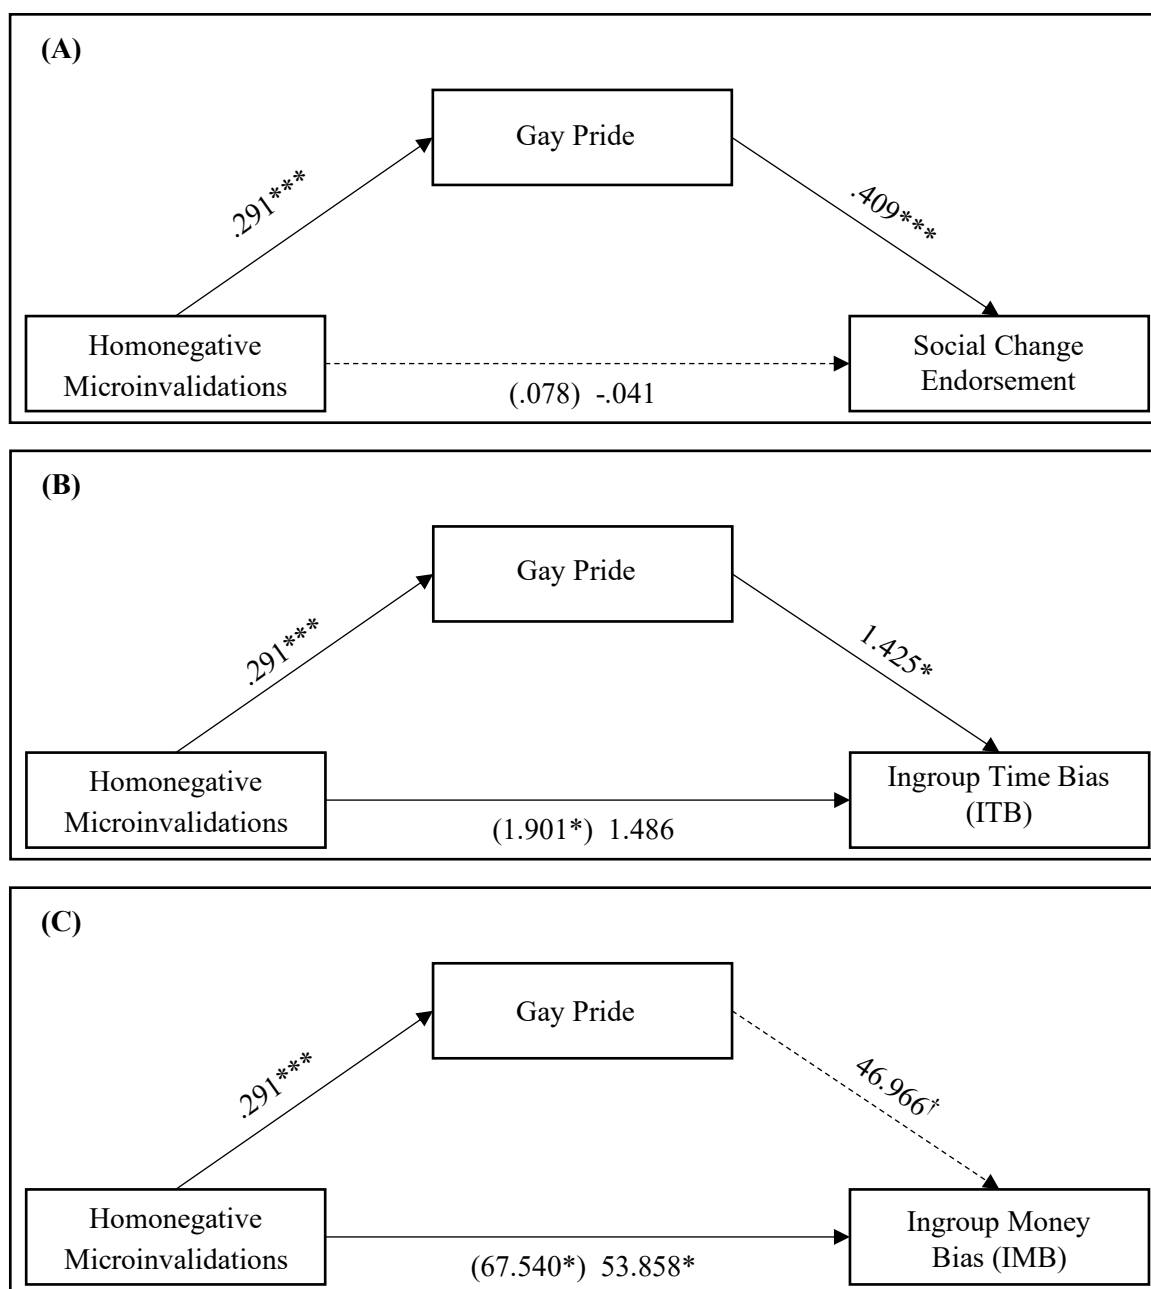 (A)
Gay Pride
.291***
.409***
Homonegative
Microinvalidations
Social Change
Endorsement
(.078) -.041
(B)
Gay Pride
.291***
1.425*
Homonegative
Microinvalidations
Ingroup Time Bias
(ITB)
(1.901*) 1.486
(C)
Gay Pride
.291***
46.966†
Homonegative
Microinvalidations
Ingroup Money
Bias (IMB)
(67.540*) 53.858*